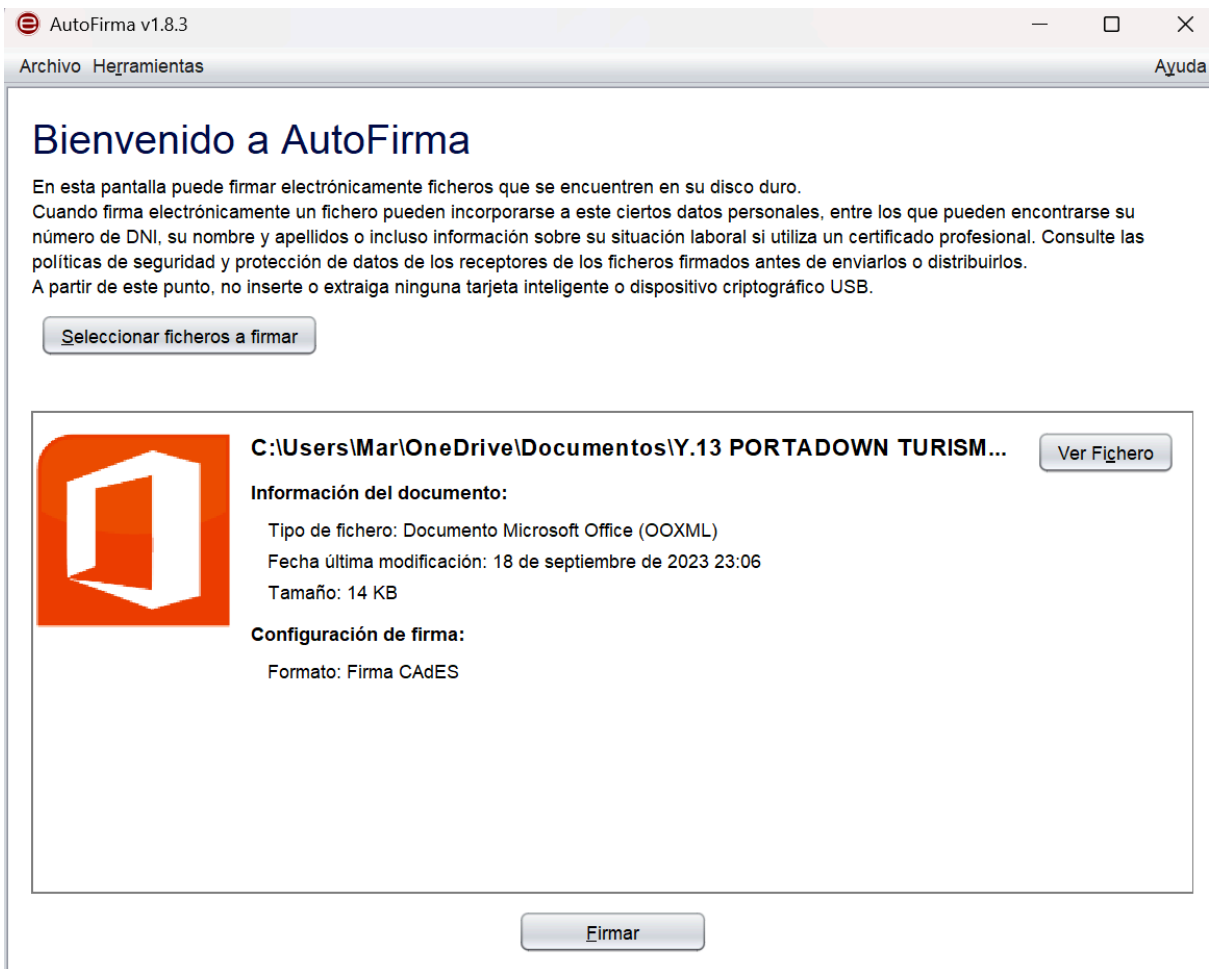 AutoFirma v1.8.3
Archivo Herramientas Ayuda
Bienvenido a AutoFirma
En esta pantalla puede firmar electrónicamente ficheros que se encuentren en su disco duro.
Cuando firma electrónicamente un fichero pueden incorporarse a este ciertos datos personales, entre los que pueden encontrarse su
número de DNI, su nombre y apellidos o incluso información sobre su situación laboral si utiliza un certificado profesional. Consulte las
políticas de seguridad y protección de datos de los receptores de los ficheros firmados antes de enviarlos o distribuirlos.
A partir de este punto, no inserte o extraiga ninguna tarjeta inteligente o dispositivo criptográfico USB.
Seleccionar ficheros a firmar
C:\Users\Mar\OneDrive\Documentos\Y.13 PORTADOWN TURISM...
Ver Fichero
Información del documento:
Tipo de fichero: Documento Microsoft Office (OOXML)
Fecha última modificación: 18 de septiembre de 2023 23:06
Tamaño: 14 KB
Configuración de firma:
Formato: Firma CAdES
Firmar